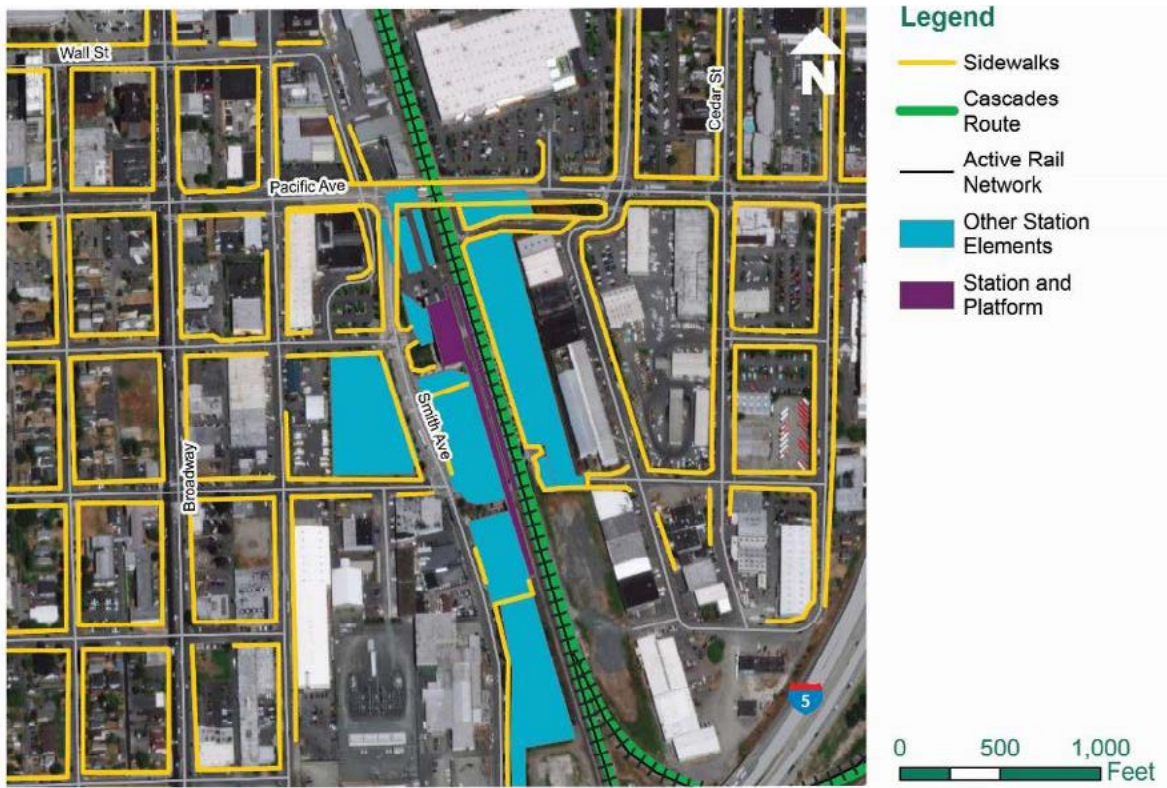 Wall St
Pacific Ave
Cedar St
N
Smith Ave
Broadway
5
Legend
Sidewalks
Cascades
Route
Active Rail
Network
Other Station
Elements
Station and
Platform
0 500 1,000
Feet